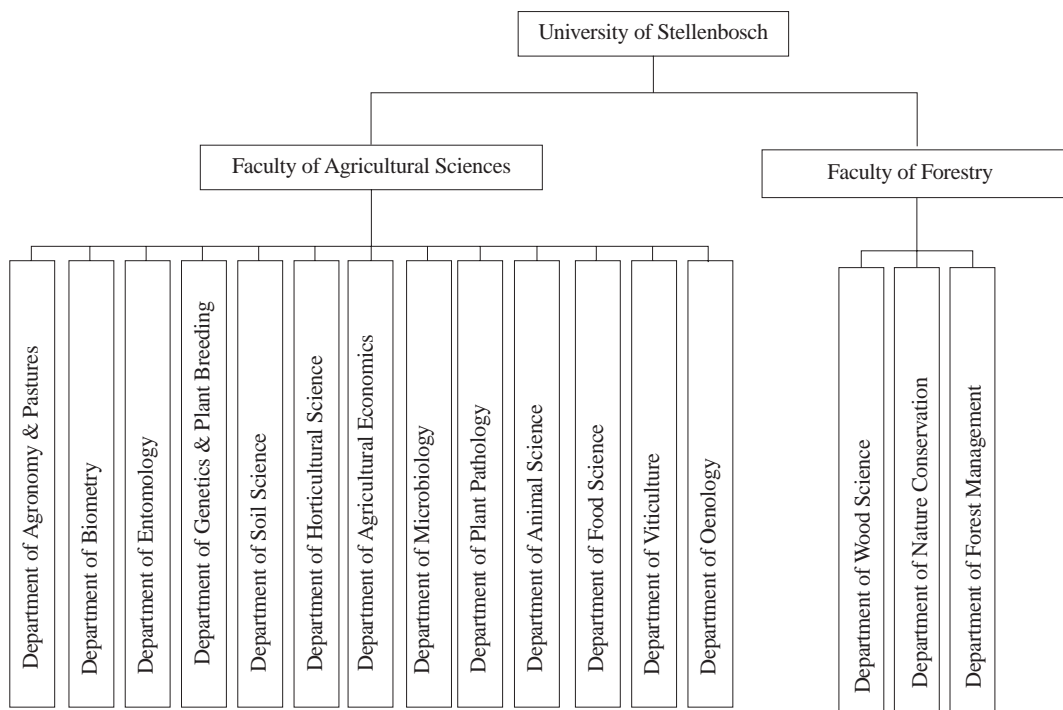 University of Stellenbosch
Faculty of Agricultural Sciences
Faculty of Forestry
Department of Agronomy & Pastures
Department of Biometry
Department of Entomology
Department of Genetics & Plant Breeding
Department of Soil Science
Department of Horticultural Science
Department of Agricultural Economics
Department of Microbiology
Department of Plant Pathology
Department of Animal Science
Department of Food Science
Department of Viticulture
Department of Oenology
Department of Wood Science
Department of Nature Conservation
Department of Forest Management